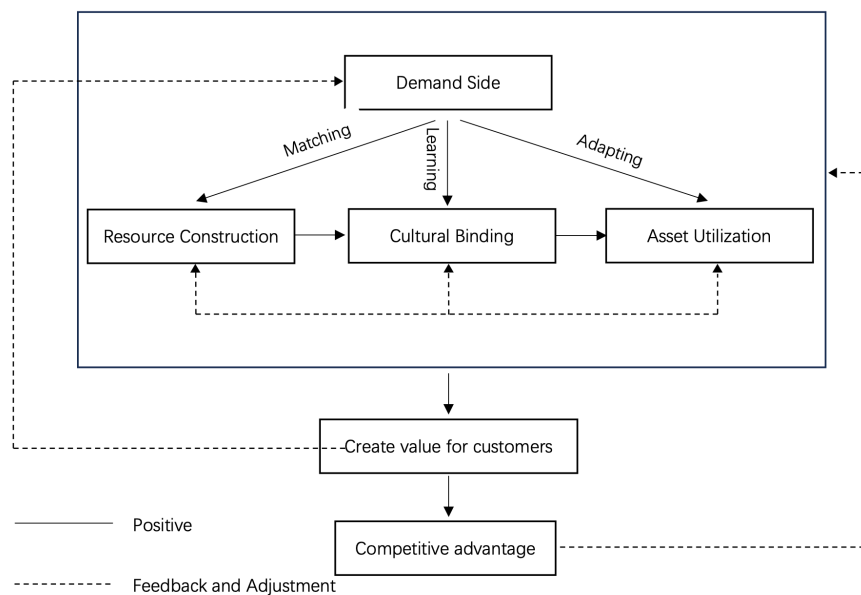 Demand Side
Matching
Learning
Adapting
Resource Construction
Cultural Binding
Asset Utilization
Create value for customers
Positive
Competitive advantage
Feedback and Adjustment